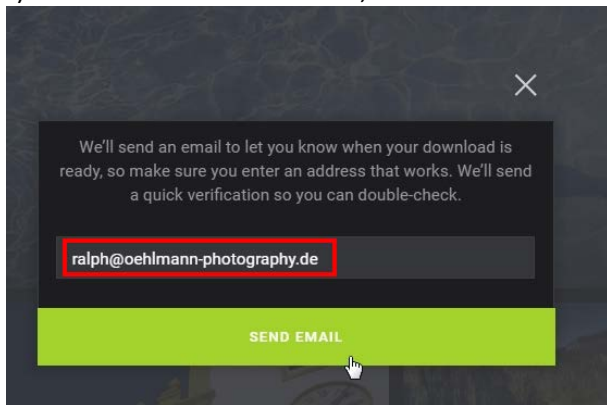 We'll send an email to let you know when your download is
ready, so make sure you enter an address that works. We'll send
a quick verification so you can double-check.
ralph@oehlmann-photography.de
SEND EMAIL